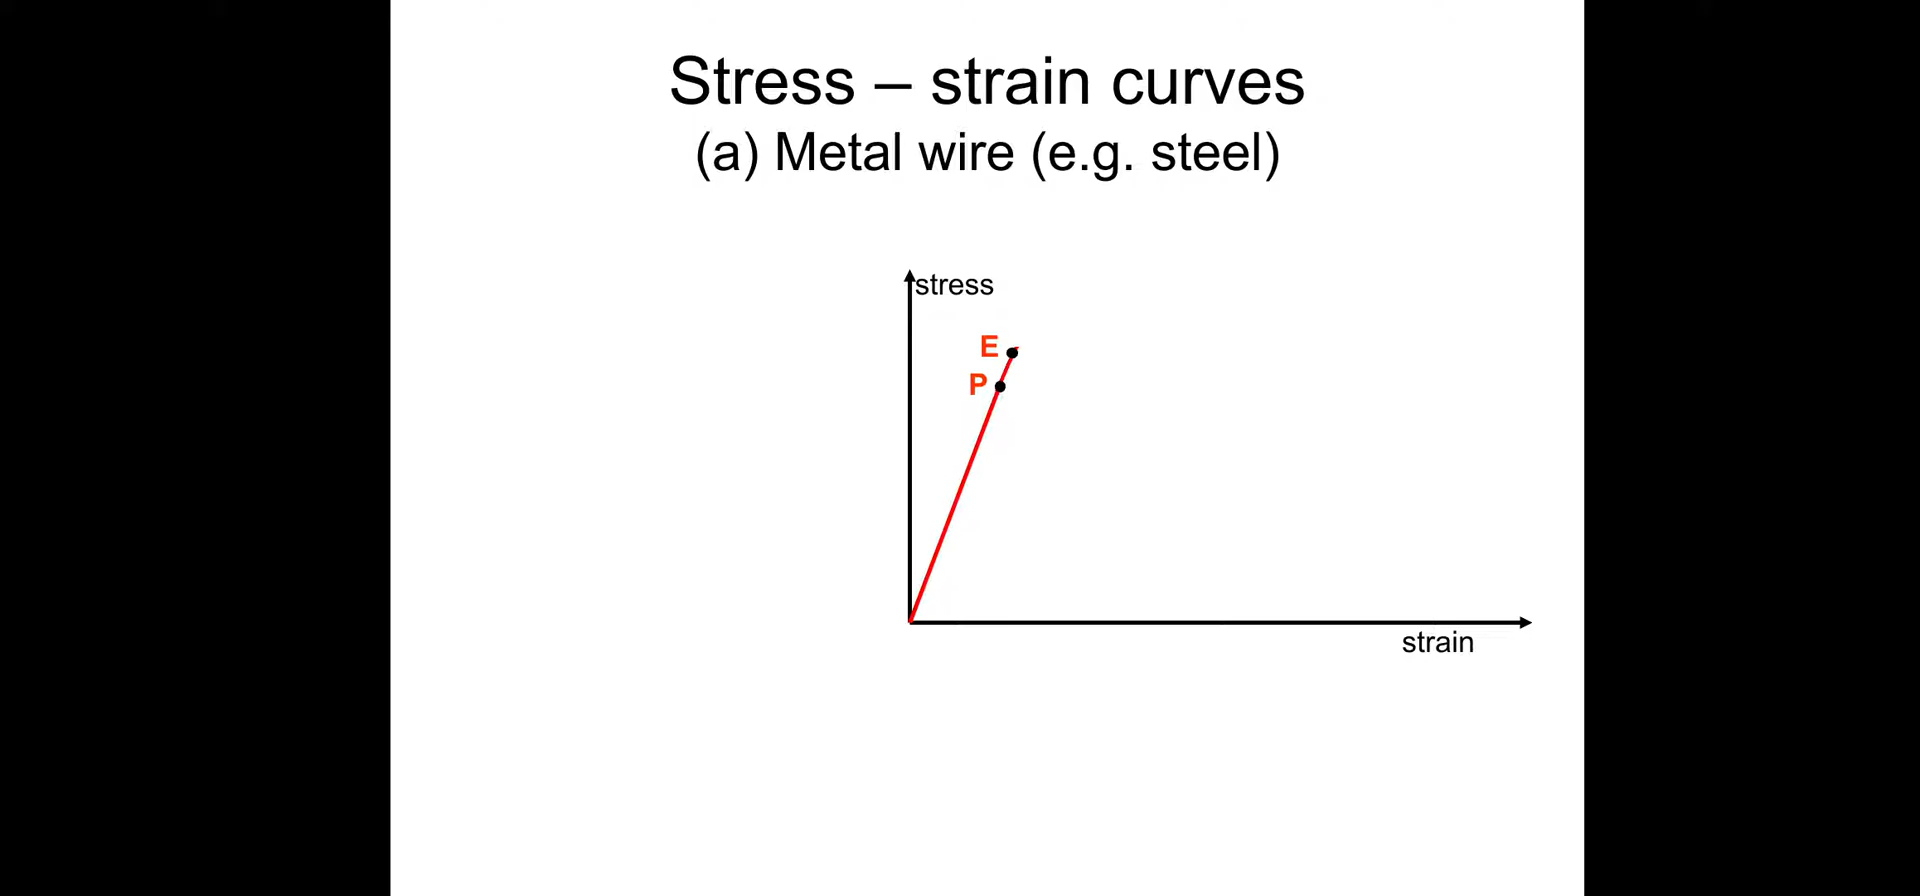 Stress – strain curves
(a) Metal wire (e.g. steel)
stress
E
P
strain